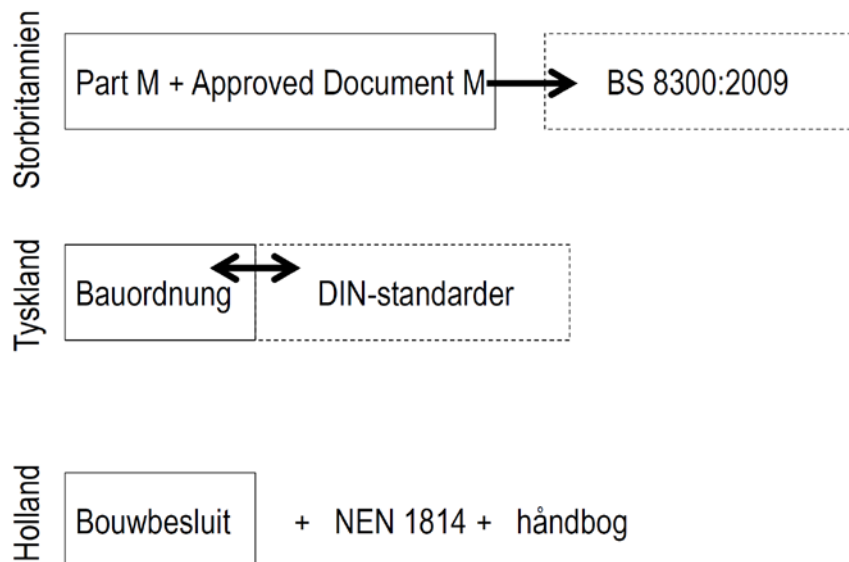 Storbritannien
Part M + Approved Document M
BS 8300:2009
Tyskland
Bauordnung
DIN-standarder
Holland
Bouwbesluit + NEN 1814 + håndbog